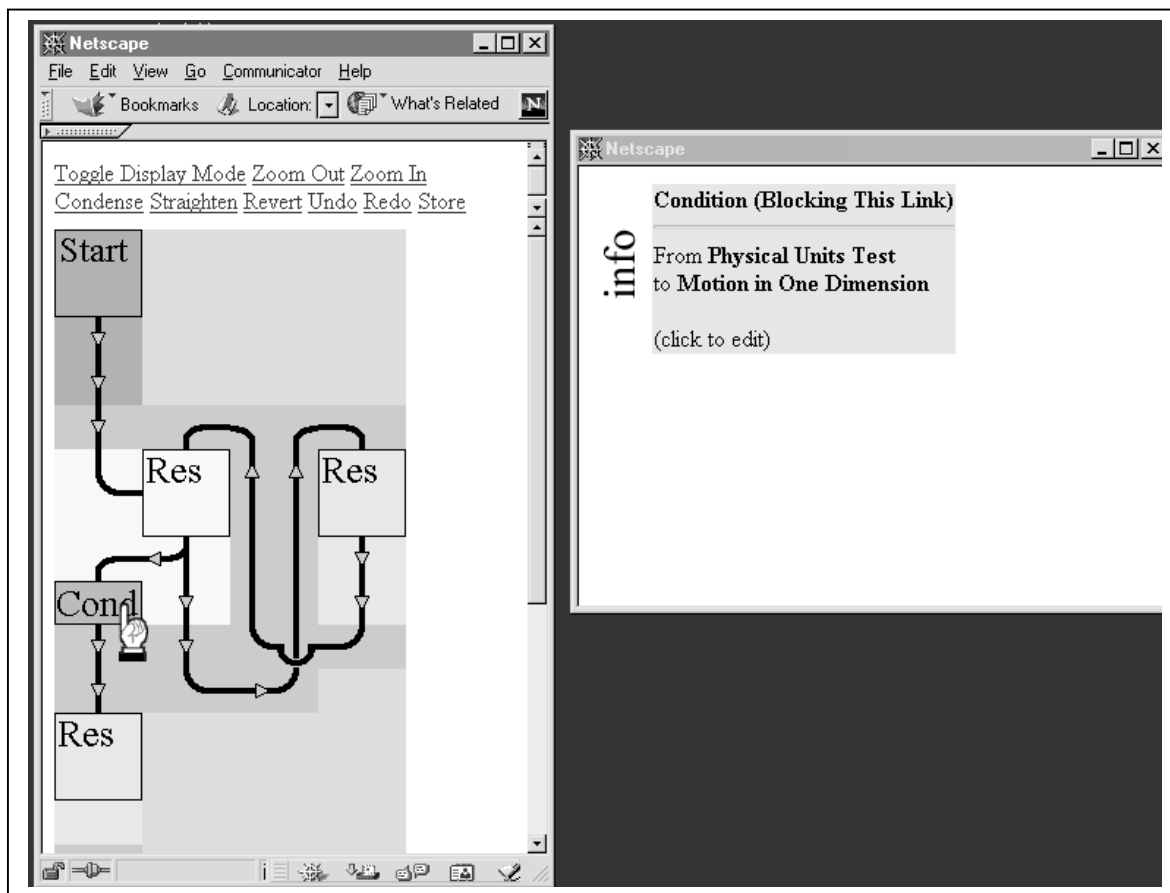 Netscape
File Edit View Go Communicator Help
Bookmarks Location: What's Related N
Toggle Display Mode Zoom Out Zoom In
Condense Straighten Revert Undo Redo Store
Start
Res Res
Cond
Res
i
Netscape
info
Condition (Blocking This Link)
From Physical Units Test
to Motion in One Dimension
(click to edit)